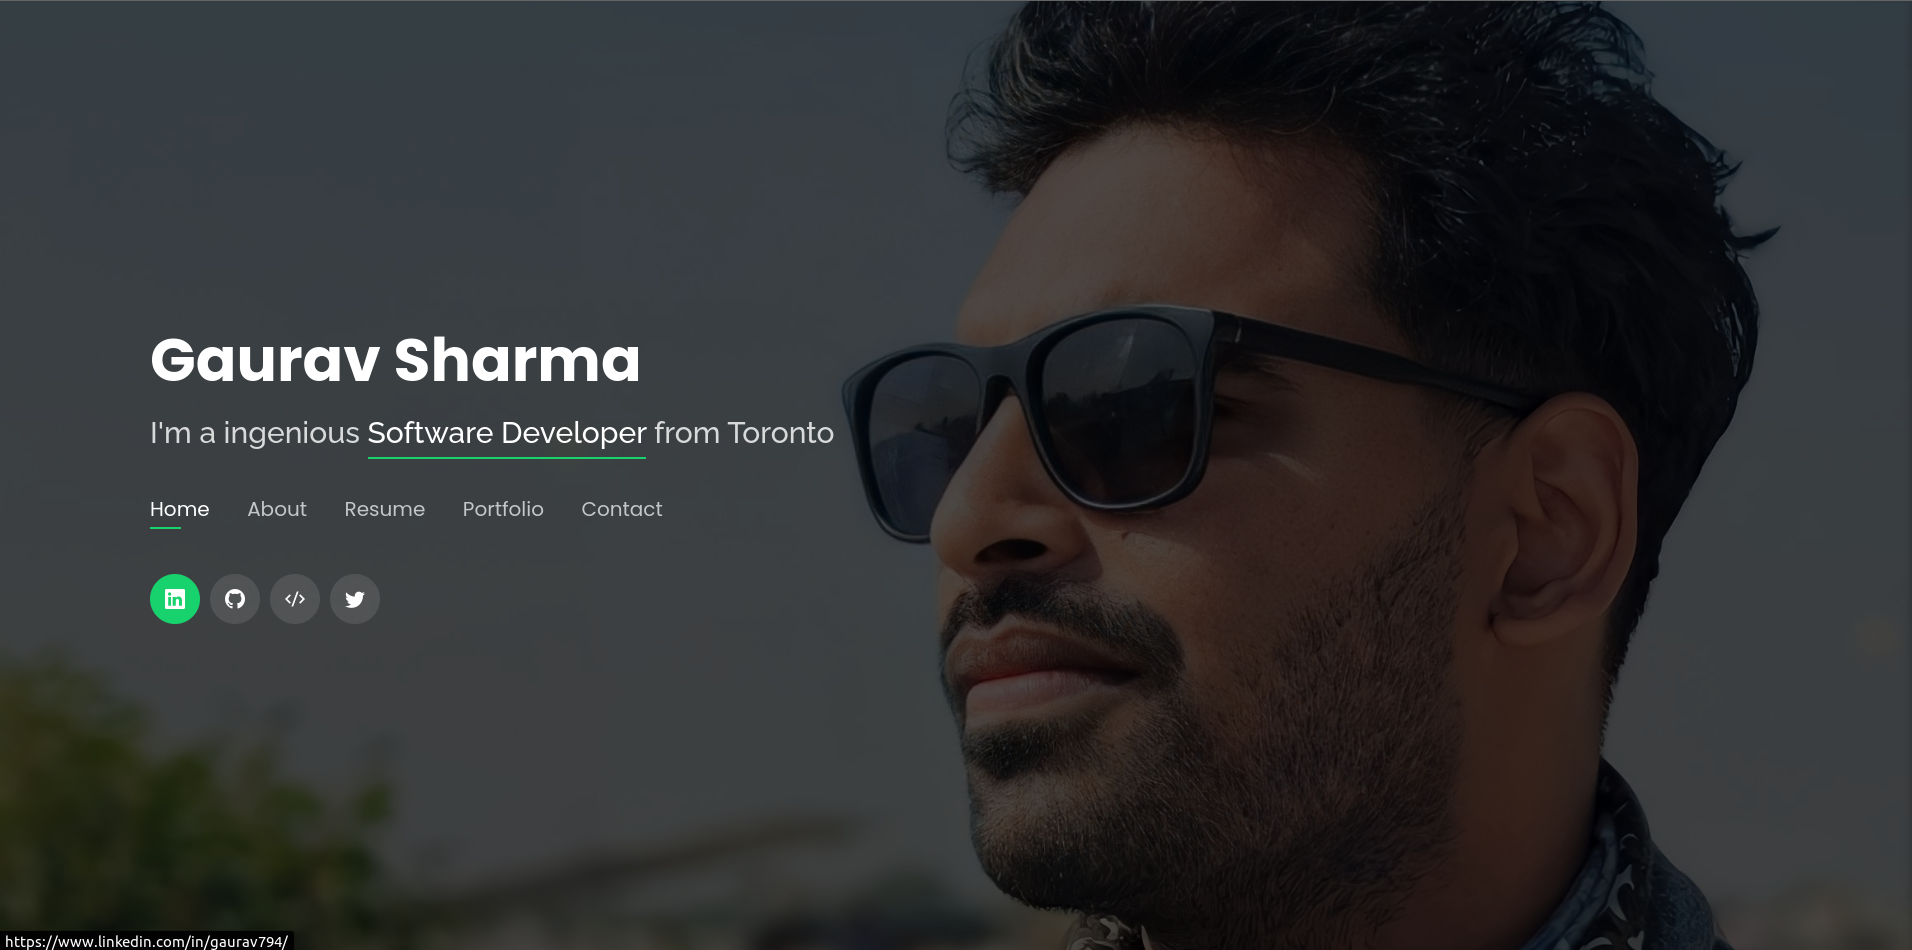 Gaurav Sharma
I'm a ingenious Software Developer from Toronto
Home About Resume Portfolio Contact
https://www.linkedin.com/in/gaurav794/